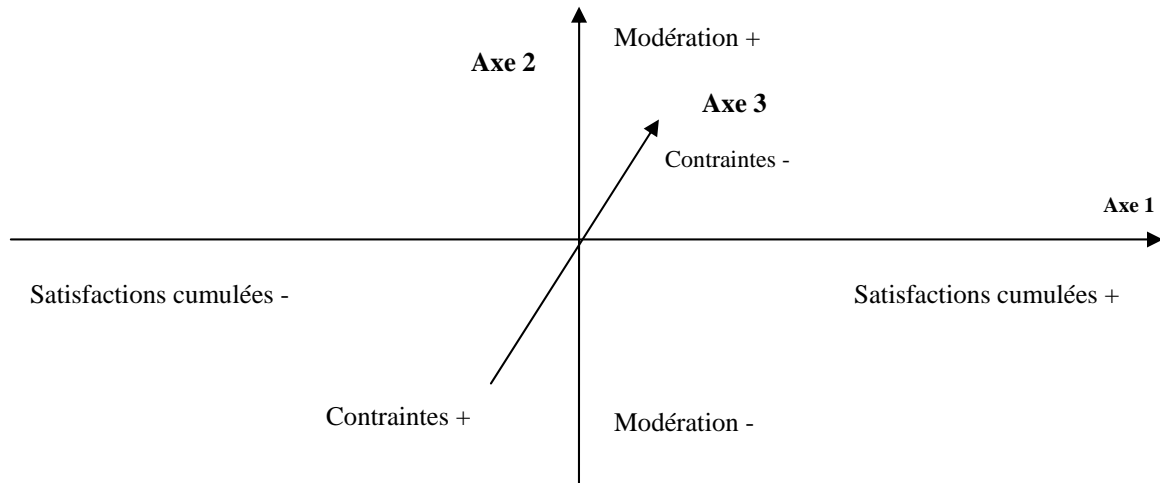 Modération +
Axe 2
Axe 3
Contraintes -
Axe 1
Satisfactions cumulées -
Satisfactions cumulées +
Contraintes +
Modération -